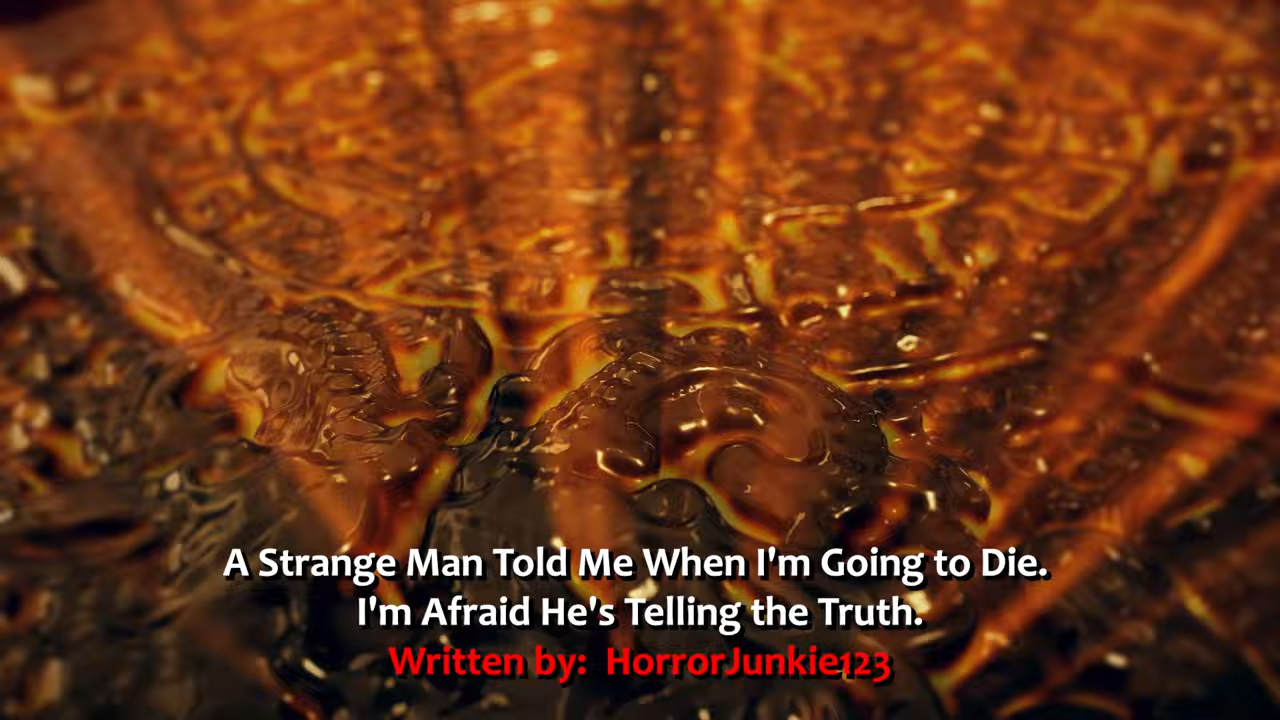 A Strange Man Told Me When I'm Going to Die.
I'm Afraid He's Telling the Truth.
Written by: HorrorJunkie123